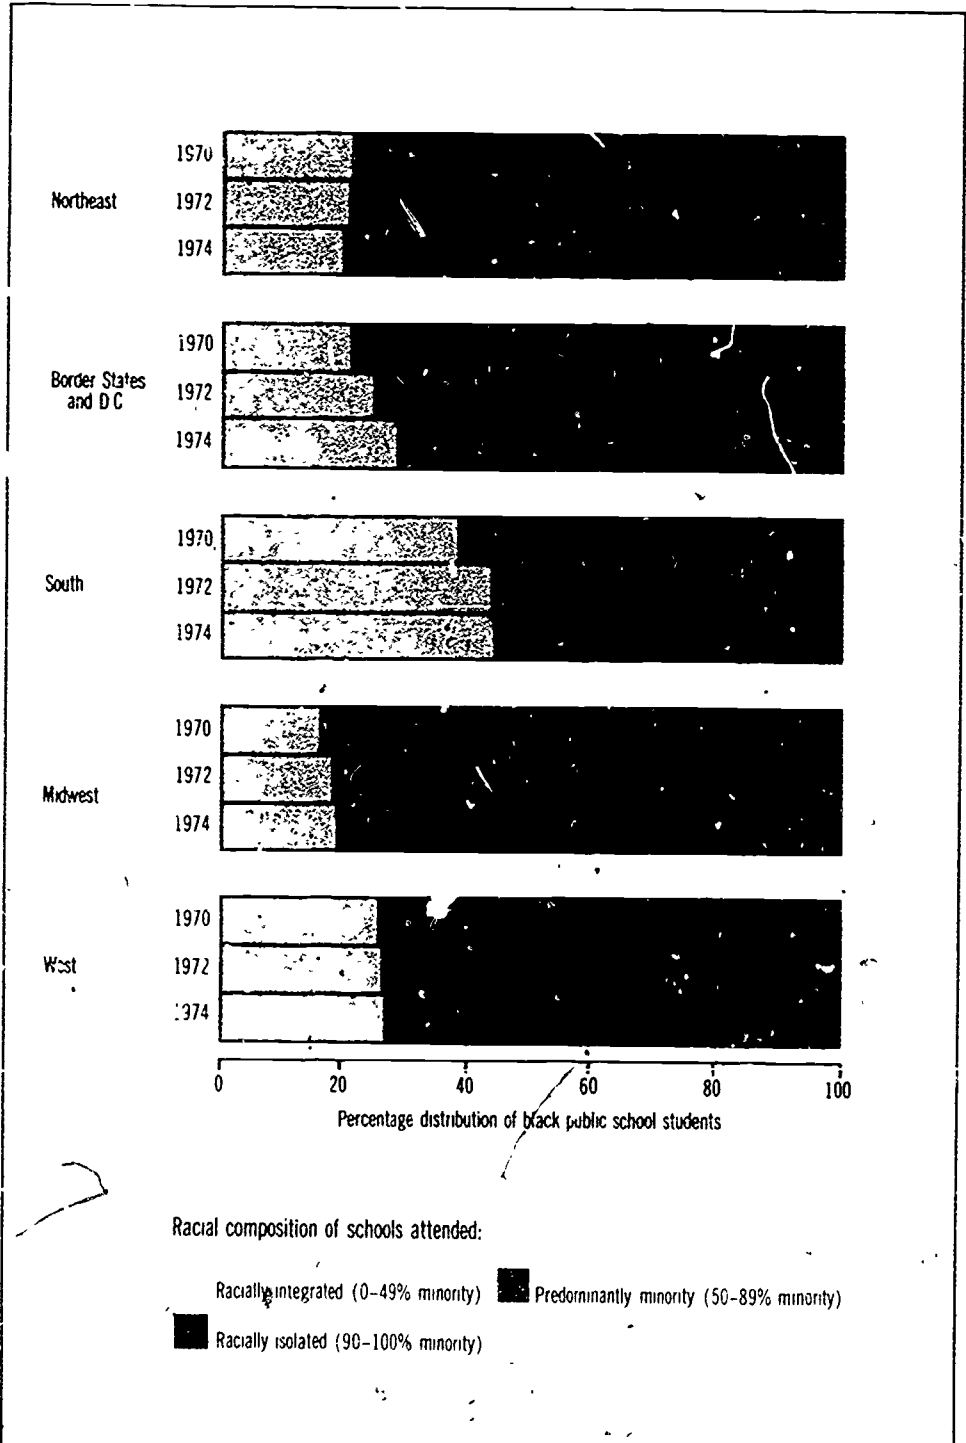 1970
Northeast 1972
1974
1970
Border States
and D C
1972
1974
1970
South 1972
1974
1970
1972
Midwest
1974
1970
West 1972
1974
0 20 40 60 80 100
Percentage distribution of black public school students
Racial composition of schools attended:
Racially integrated (0-49% minority) Predominantly minority (50-89% minority)
Racially isolated (90-100% minority)